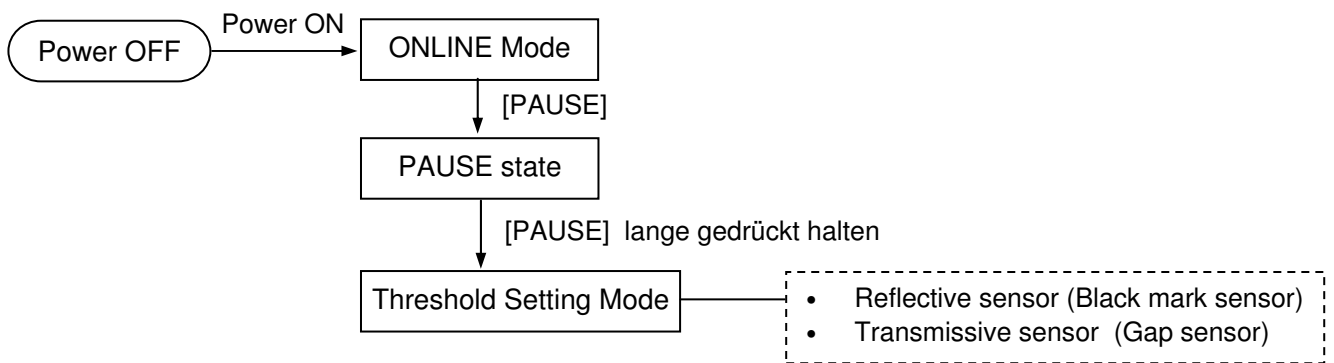 Power ON
Power OFF
ONLINE Mode
[PAUSE]
PAUSE state
[PAUSE] lange gedrückt halten
Threshold Setting Mode
• Reflective sensor (Black mark sensor)
• Transmissive sensor (Gap sensor)